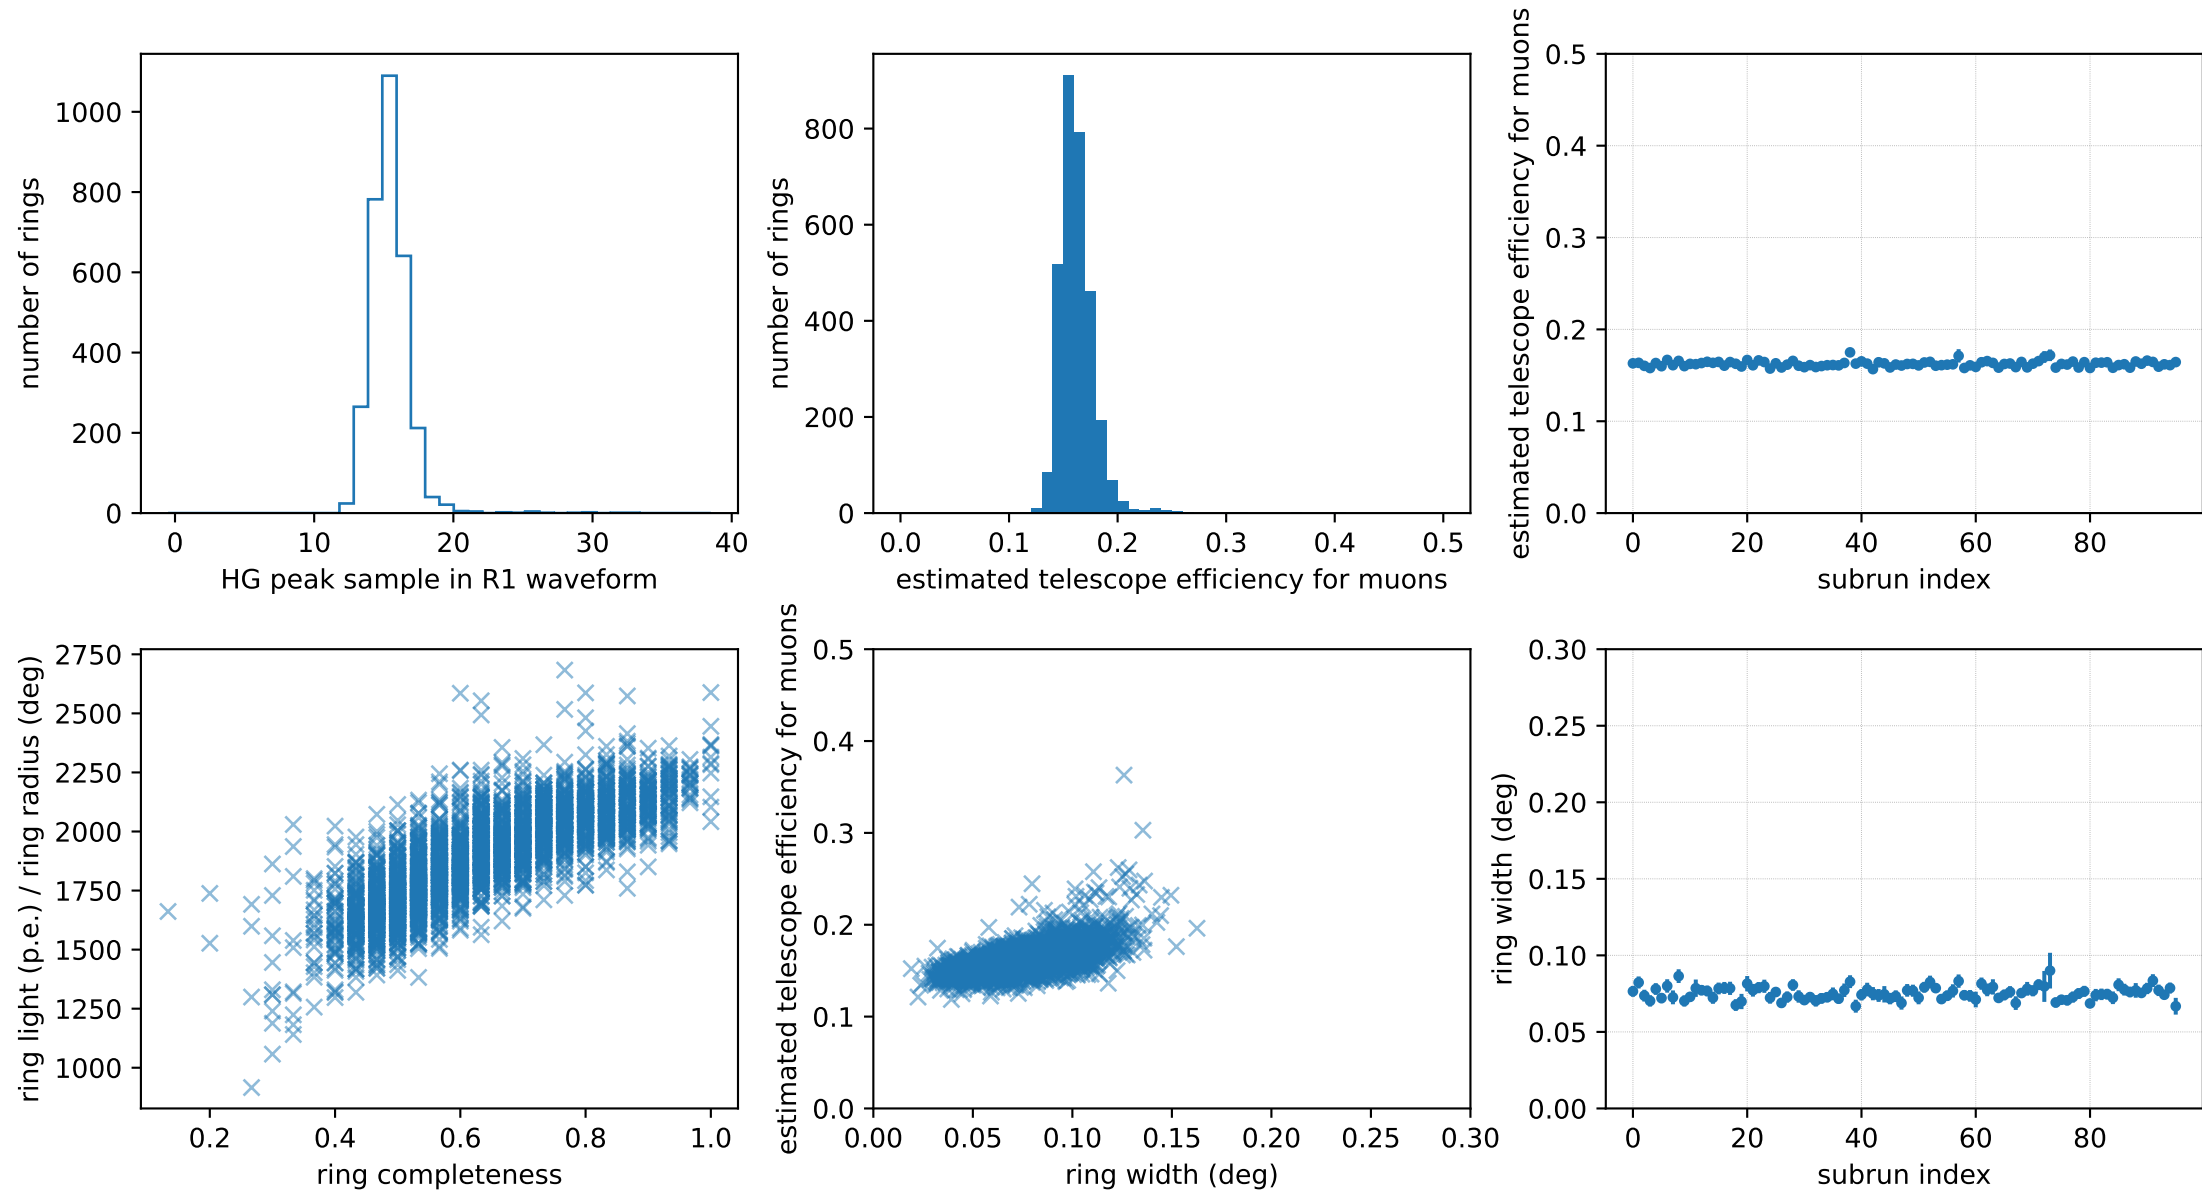 number of rings
1000
800
600
400
200
0
0 10 20 30 40
HG peak sample in R1 waveform
number of rings
800
600
400
200
0
0.0 0.1 0.2 0.3 0.4 0.5
estimated telescope efficiency for muons
estimated telescope efficiency for muons
0.5
0.4
0.3
0.2
0.1
0.0
0 20 40 60 80
subrun index
ring light (p.e.) / ring radius (deg)
2750
2500
2250
2000
1750
1500
1250
1000
0.2 0.4 0.6 0.8 1.0
ring completeness
estimated telescope efficiency for muons
0.5
0.4
0.3
0.2
0.1
0.0
0.00 0.05 0.10 0.15 0.20 0.25 0.30
ring width (deg)
ring width (deg)
0.30
0.25
0.20
0.15
0.10
0.05
0.00
0 20 40 60 80
subrun index